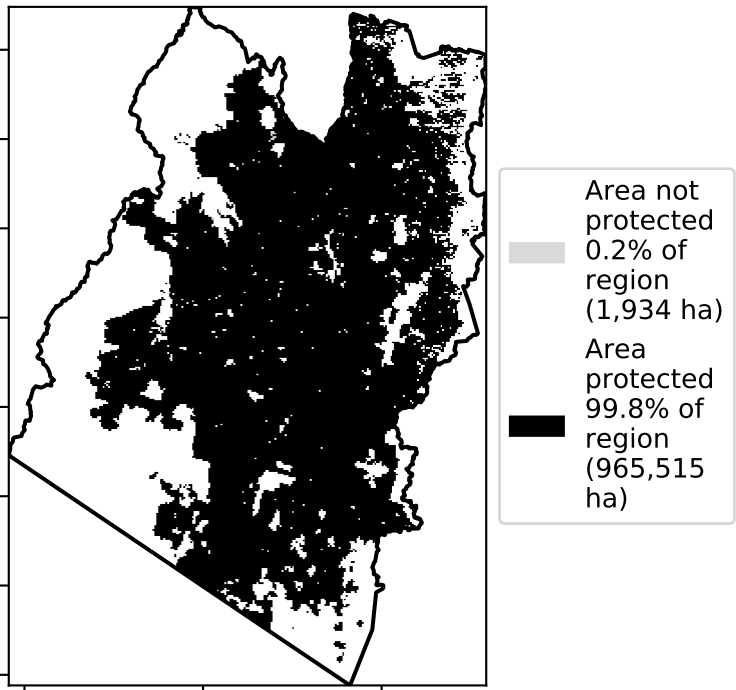 Area not
protected
0.2% of
region
(1,934 ha)
Area
protected
99.8% of
region
(965,515
ha)